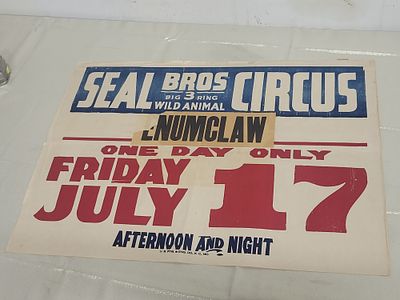 SEAL BROS CIRCUS
BIG 3 RING
WILD ANIMAL
ENUMCLAW
ONE DAY ONLY
FRIDAY
JULY 17
AFTERNOON AND NIGHT